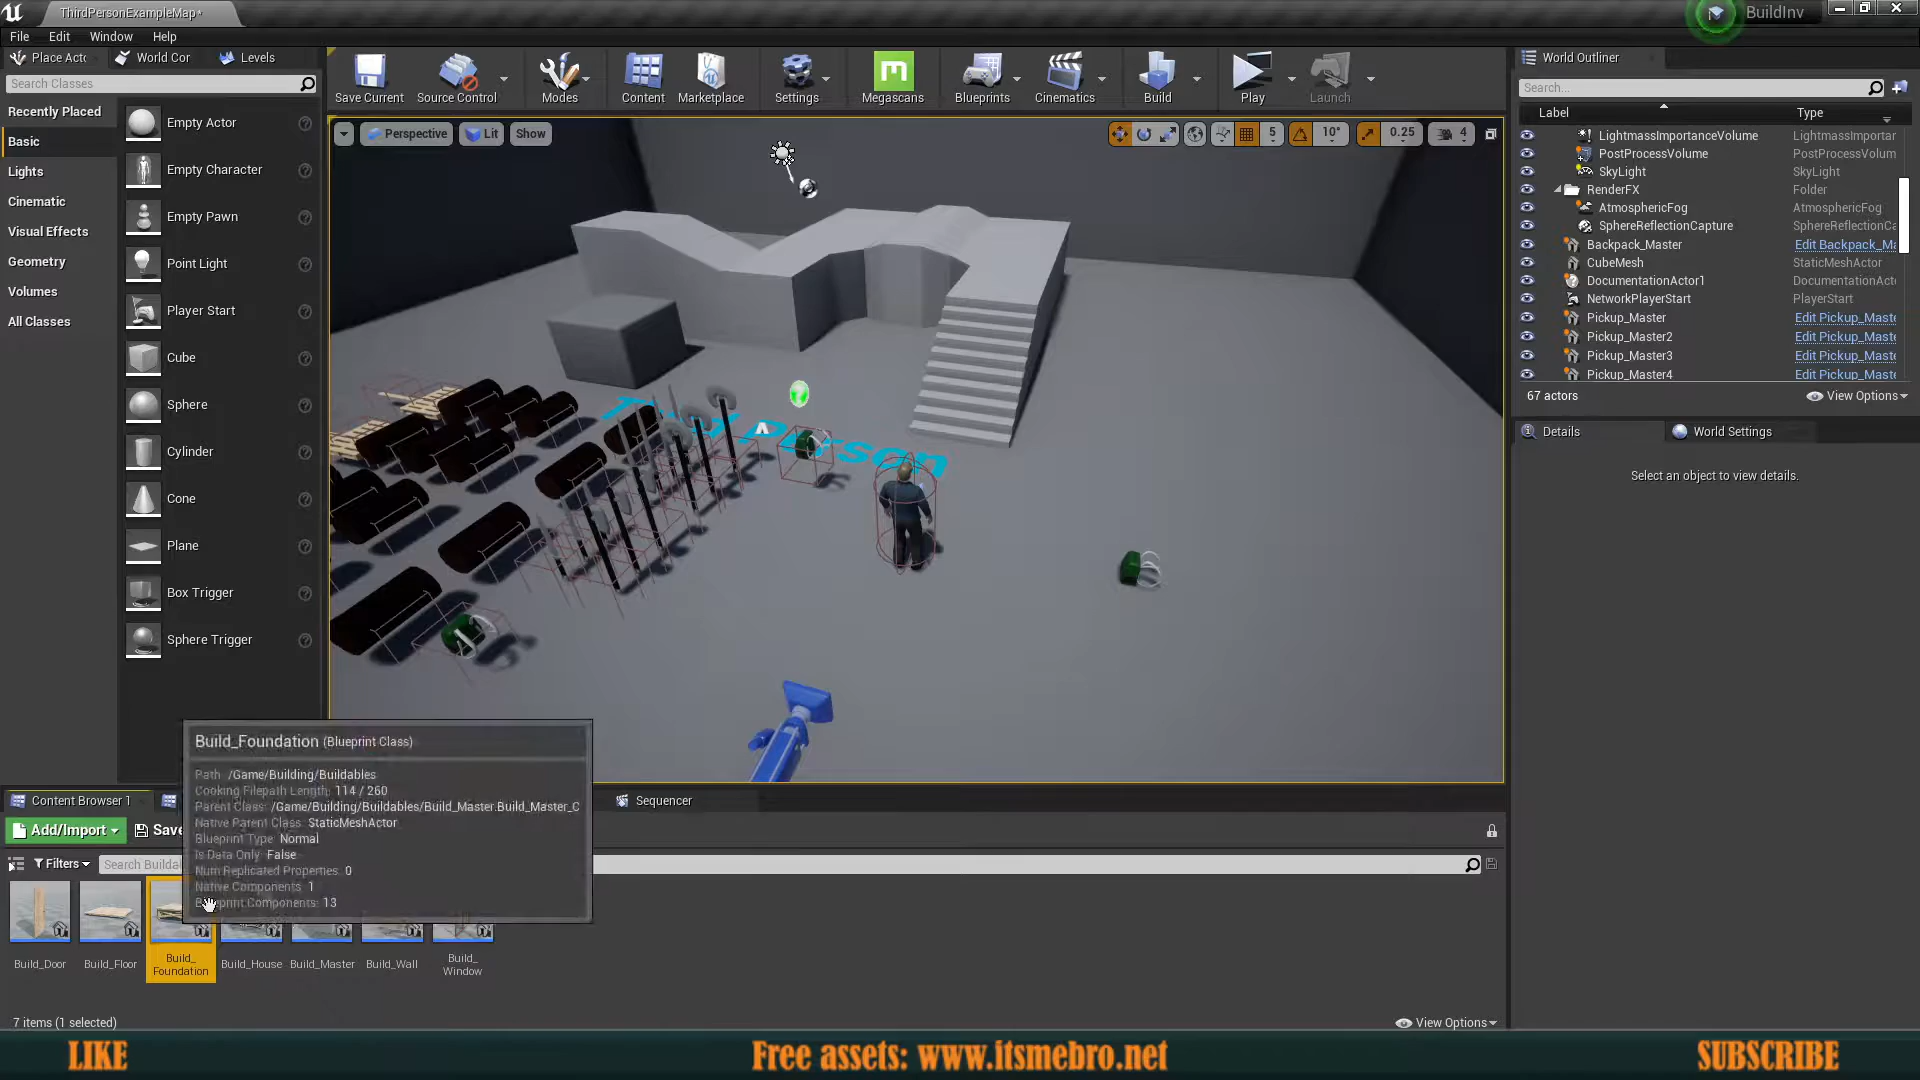 ThirdPersonExampleMap*
BuildInv
File Edit Window Help
Place Actc World Cor Levels
Search Classes
Recently Placed
Basic
Lights
Cinematic
Visual Effects
Geometry
Volumes
All Classes
Empty Actor
Empty Character
Empty Pawn
Point Light
Player Start
Cube
Sphere
Cylinder
Cone
Plane
Box Trigger
Sphere Trigger
Save Current Source Control Modes Content Marketplace Settings Megascans Blueprints Cinematics Build Play Launch
Perspective Lit Show
5 10° 0.25 4
World Outliner
Search...
Label Type
LightmassImportanceVolume LightmassImportar
PostProcessVolume PostProcessVolum
SkyLight SkyLight
RenderFX Folder
AtmosphericFog AtmosphericFog
SphereReflectionCapture SphereReflectionCa
Backpack_Master Edit Backpack_Ma
CubeMesh StaticMeshActor
DocumentationActor1 DocumentationActo
NetworkPlayerStart PlayerStart
Pickup_Master Edit Pickup_Maste
Pickup_Master2 Edit Pickup_Maste
Pickup_Master3 Edit Pickup_Maste
Pickup_Master4 Edit Pickup_Maste
67 actors View Options
Details World Settings
Select an object to view details.
Build_Foundation (Blueprint Class)
Path /Game/Building/Buildables
Cooking Filepath Length: 114 / 260
Parent Class: /Game/Building/Buildables/Build_Master.Build_Master_C
Native Parent Class: StaticMeshActor
Blueprint Type: Normal
Is Data Only: False
Num Replicated Properties: 0
Native Components: 1
Blueprint Components: 13
Content Browser 1 Sequencer
Add/Import Save
Filters Search Builda
Build_Door Build_Floor Build_Foundation Build_House Build_Master Build_Wall Build_Window
7 items (1 selected) View Options
LIKE Free assets: www.itsmebro.net SUBSCRIBE